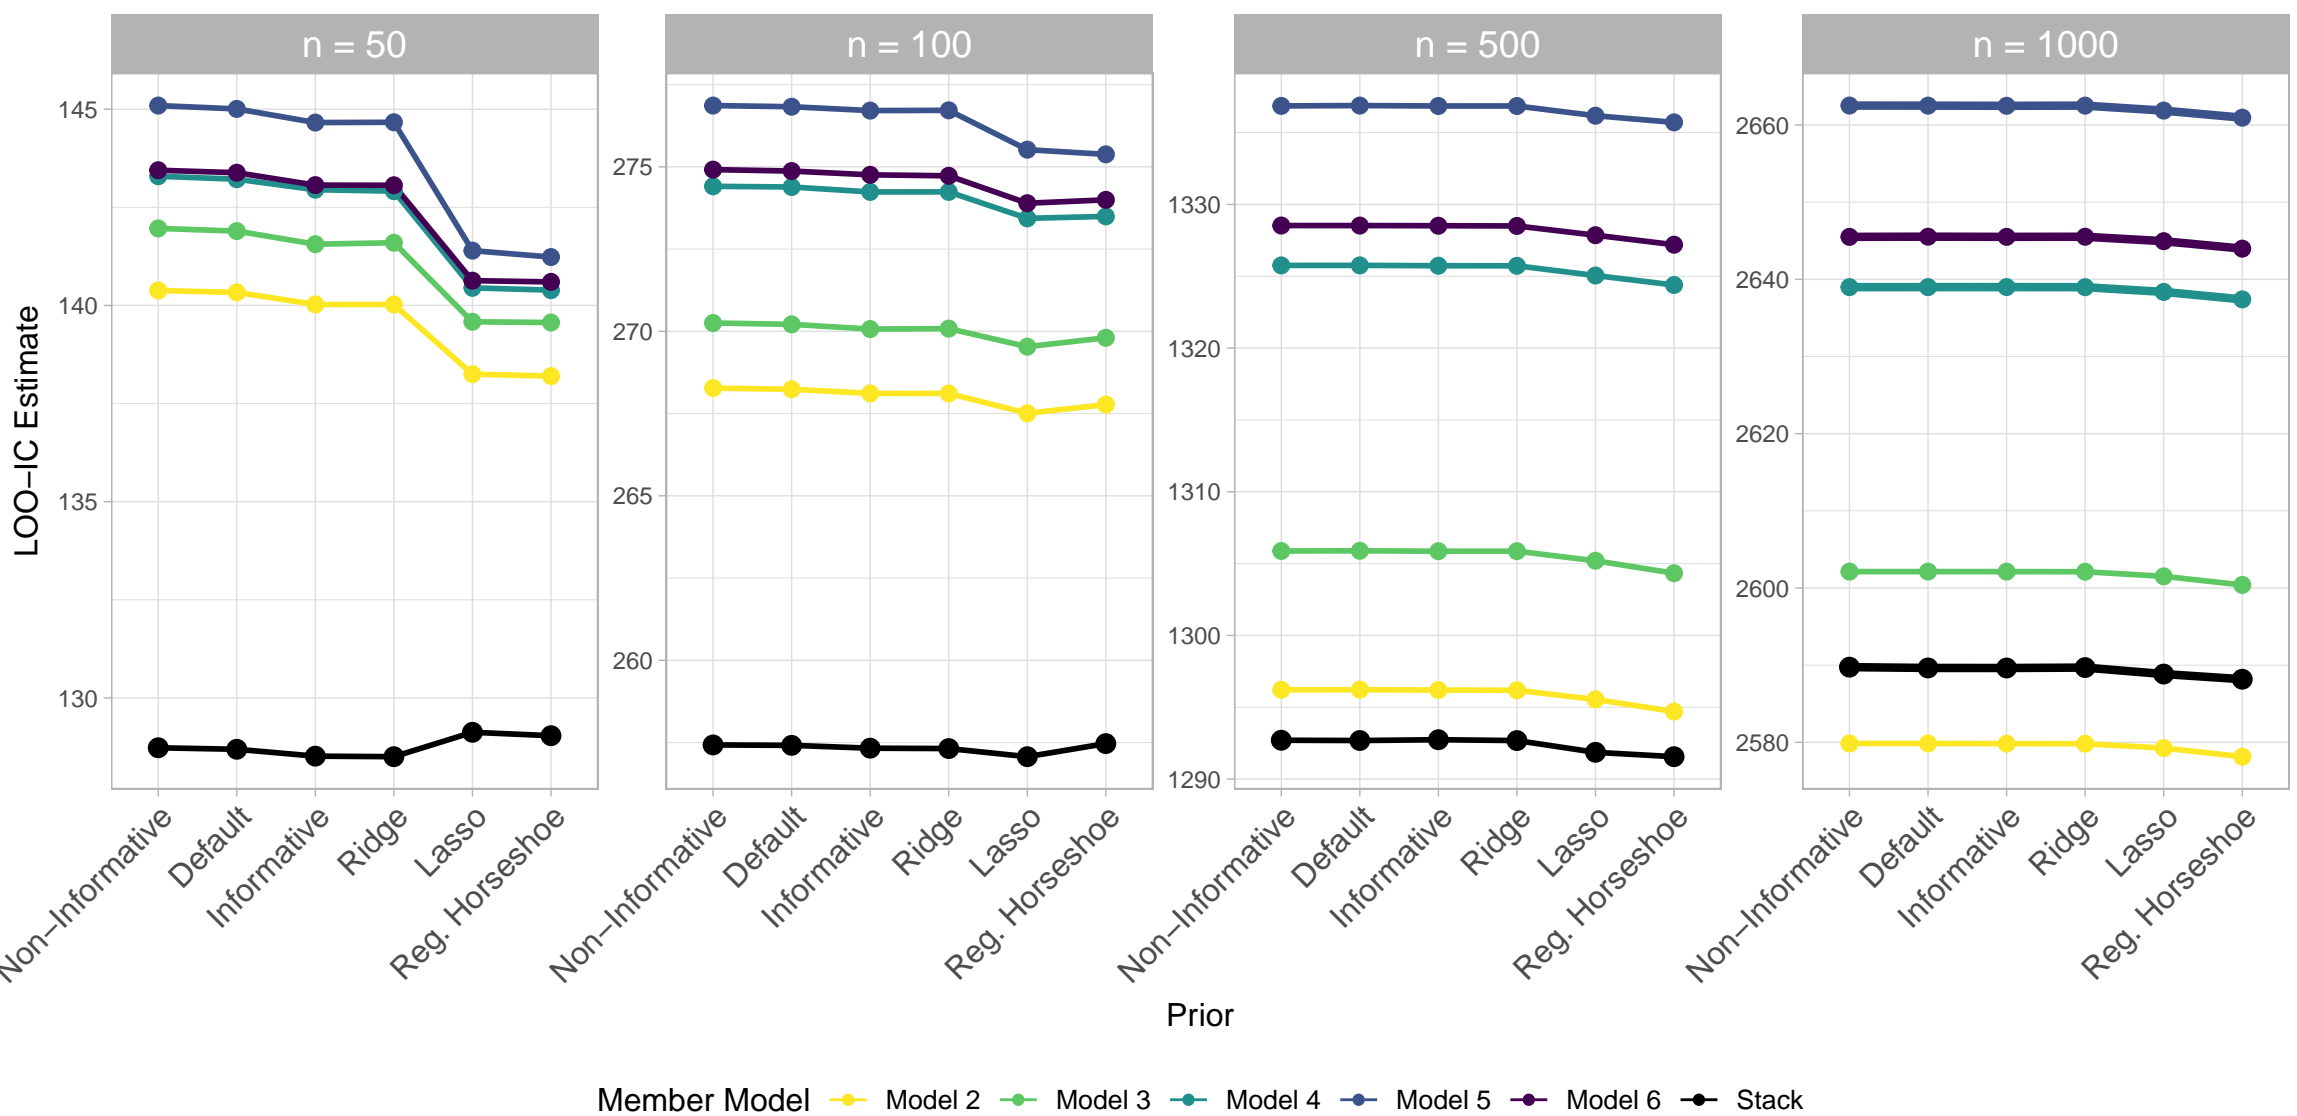 n = 50
n = 100
n = 500
n = 1000
LOO−IC Estimate
145
140
135
130
275
270
265
260
1330
1320
1310
1300
1290
2660
2640
2620
2600
2580
Non−Informative
Default
Informative
Ridge
Lasso
Reg. Horseshoe
Non−Informative
Default
Informative
Ridge
Lasso
Reg. Horseshoe
Non−Informative
Default
Informative
Ridge
Lasso
Reg. Horseshoe
Non−Informative
Default
Informative
Ridge
Lasso
Reg. Horseshoe
Prior
Member Model Model 2 Model 3 Model 4 Model 5 Model 6 Stack